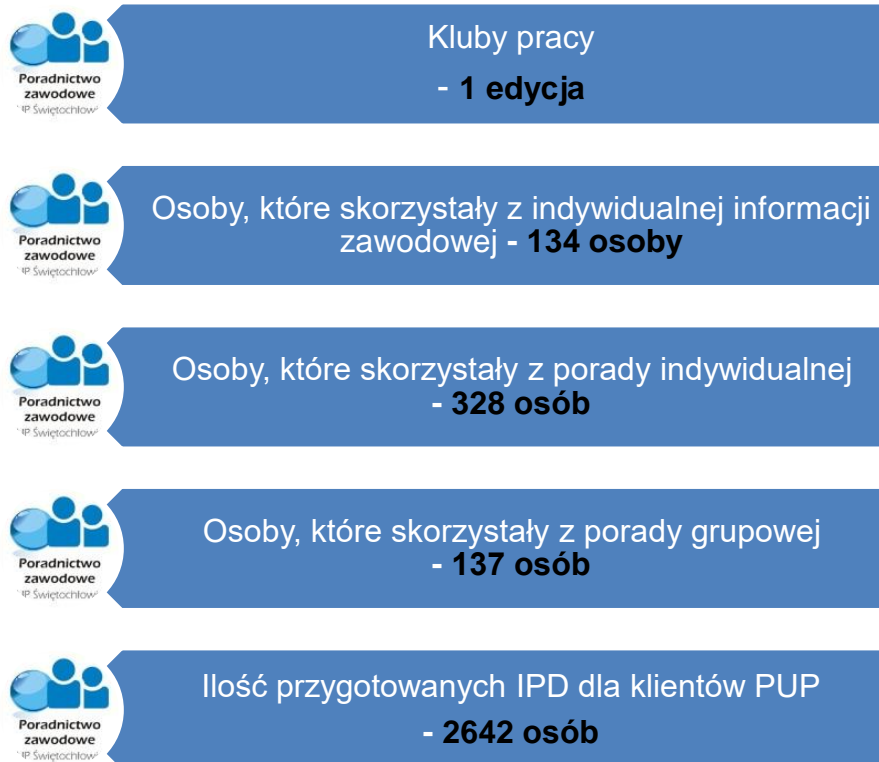 Poradnictwo
zawodowe
Kluby pracy
- 1 edycja
Poradnictwo
zawodowe
Osoby, które skorzystały z indywidualnej informacji
zawodowej - 134 osoby
Poradnictwo
zawodowe
Osoby, które skorzystały z porady indywidualnej
- 328 osób
Poradnictwo
zawodowe
Osoby, które skorzystały z porady grupowej
- 137 osób
Poradnictwo
zawodowe
Ilość przygotowanych IPD dla klientów PUP
- 2642 osób